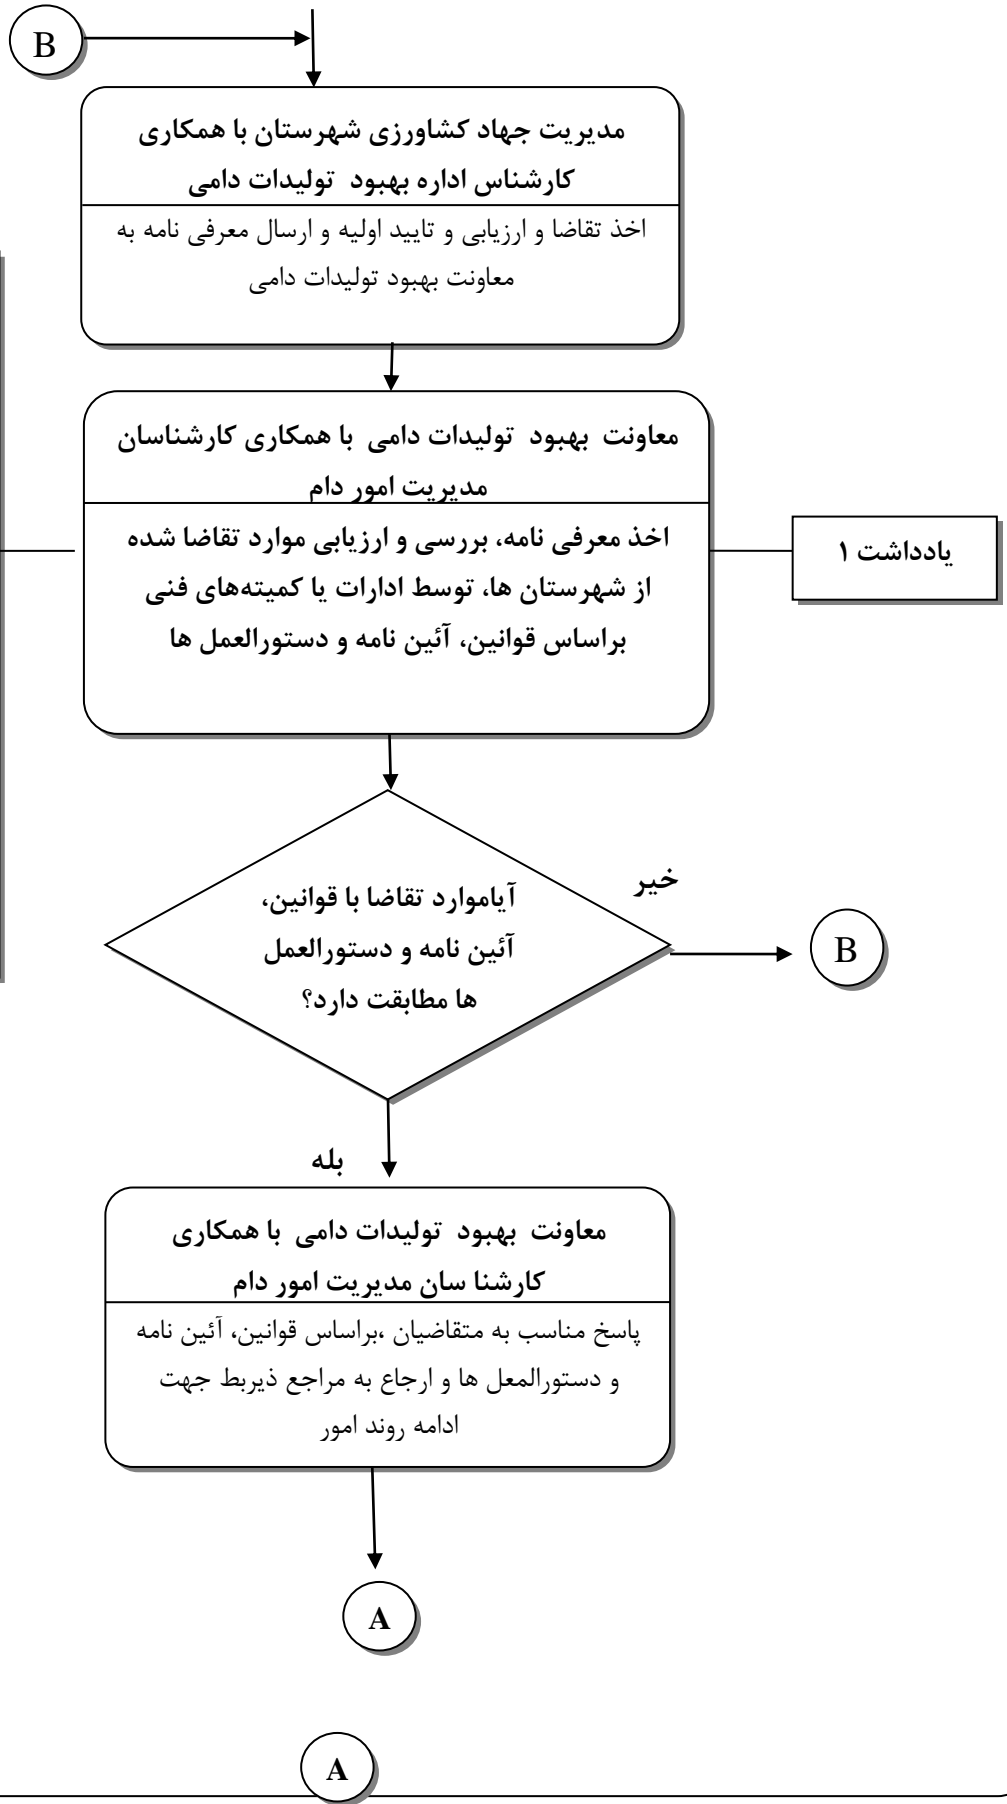 B
مدیریت جهاد کشاورزی شهرستان با همکاری
کارشناس اداره بهبود تولیدات دامی
اخذ تقاضا و ارزیابی و تایید اولیه و ارسال معرفی نامه به
معاونت بهبود تولیدات دامی
معاونت بهبود تولیدات دامی با همکاری کارشناسان
مدیریت امور دام
اخذ معرفی نامه، بررسی و ارزیابی موارد تقاضا شده
از شهرستان ها، توسط ادارات یا کمیته‌های فنی
براساس قوانین، آئین نامه و دستورالعمل ها
یادداشت ۱
آیاموارد تقاضا با قوانین،
آئین نامه و دستورالعمل
ها مطابقت دارد؟
خیر
B
بله
معاونت بهبود تولیدات دامی با همکاری
کارشنا سان مدیریت امور دام
پاسخ مناسب به متقاضیان ،براساس قوانین، آئین نامه
و دستورالمعل ها و ارجاع به مراجع ذیربط جهت
ادامه روند امور
A
A